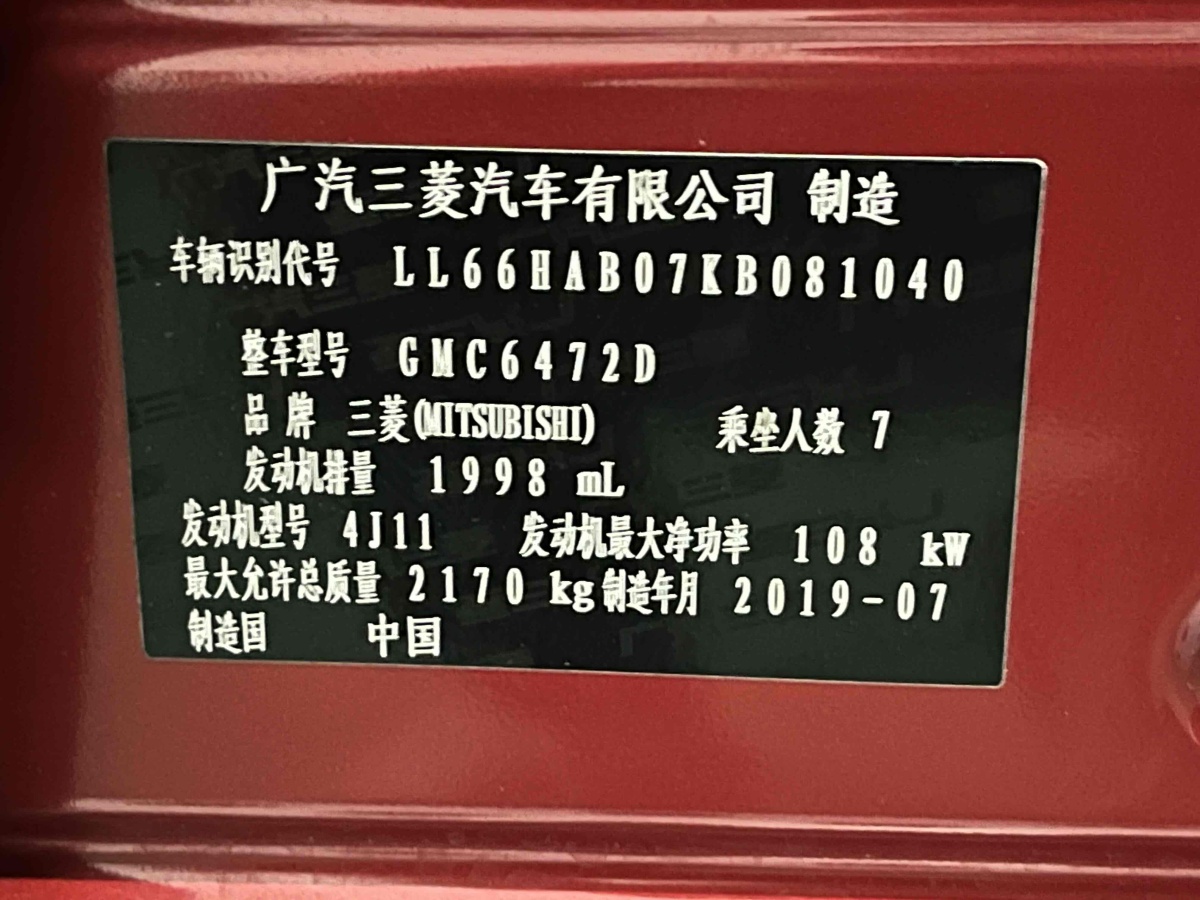 广汽三菱汽车有限公司 制造
车辆识别代号 LL66HAB07KB081040
整车型号 GMC6472D
品牌 三菱(MITSUBISHI) 乘坐人数 7
发动机排量 1998 mL
发动机型号 4J11 发动机最大净功率 108 kW
最大允许总质量 2170 kg 制造年月 2019-07
制造国 中国